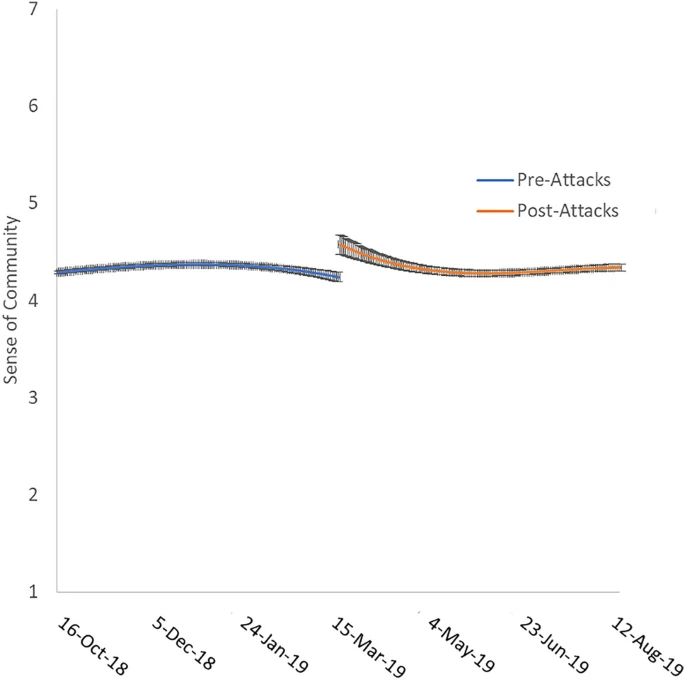 7
6
5
4
3
2
1
Sense of Community
Pre-Attacks
Post-Attacks
16-Oct-18
5-Dec-18
24-Jan-19
15-Mar-19
4-May-19
23-Jun-19
12-Aug-19